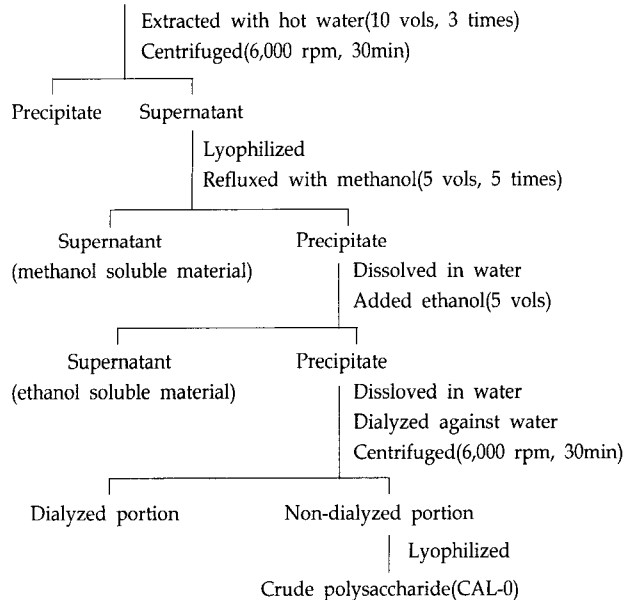 Extracted with hot water(10 vols, 3 times)
Centrifuged(6,000 rpm, 30min)
Precipitate
Supernatant
Lyophilized
Refluxed with methanol(5 vols, 5 times)
Supernatant
(methanol soluble material)
Precipitate
Dissolved in water
Added ethanol(5 vols)
Supernatant
(ethanol soluble material)
Precipitate
Dissloved in water
Dialyzed against water
Centrifuged(6,000 rpm, 30min)
Dialyzed portion
Non-dialyzed portion
Lyophilized
Crude polysaccharide(CAL-0)